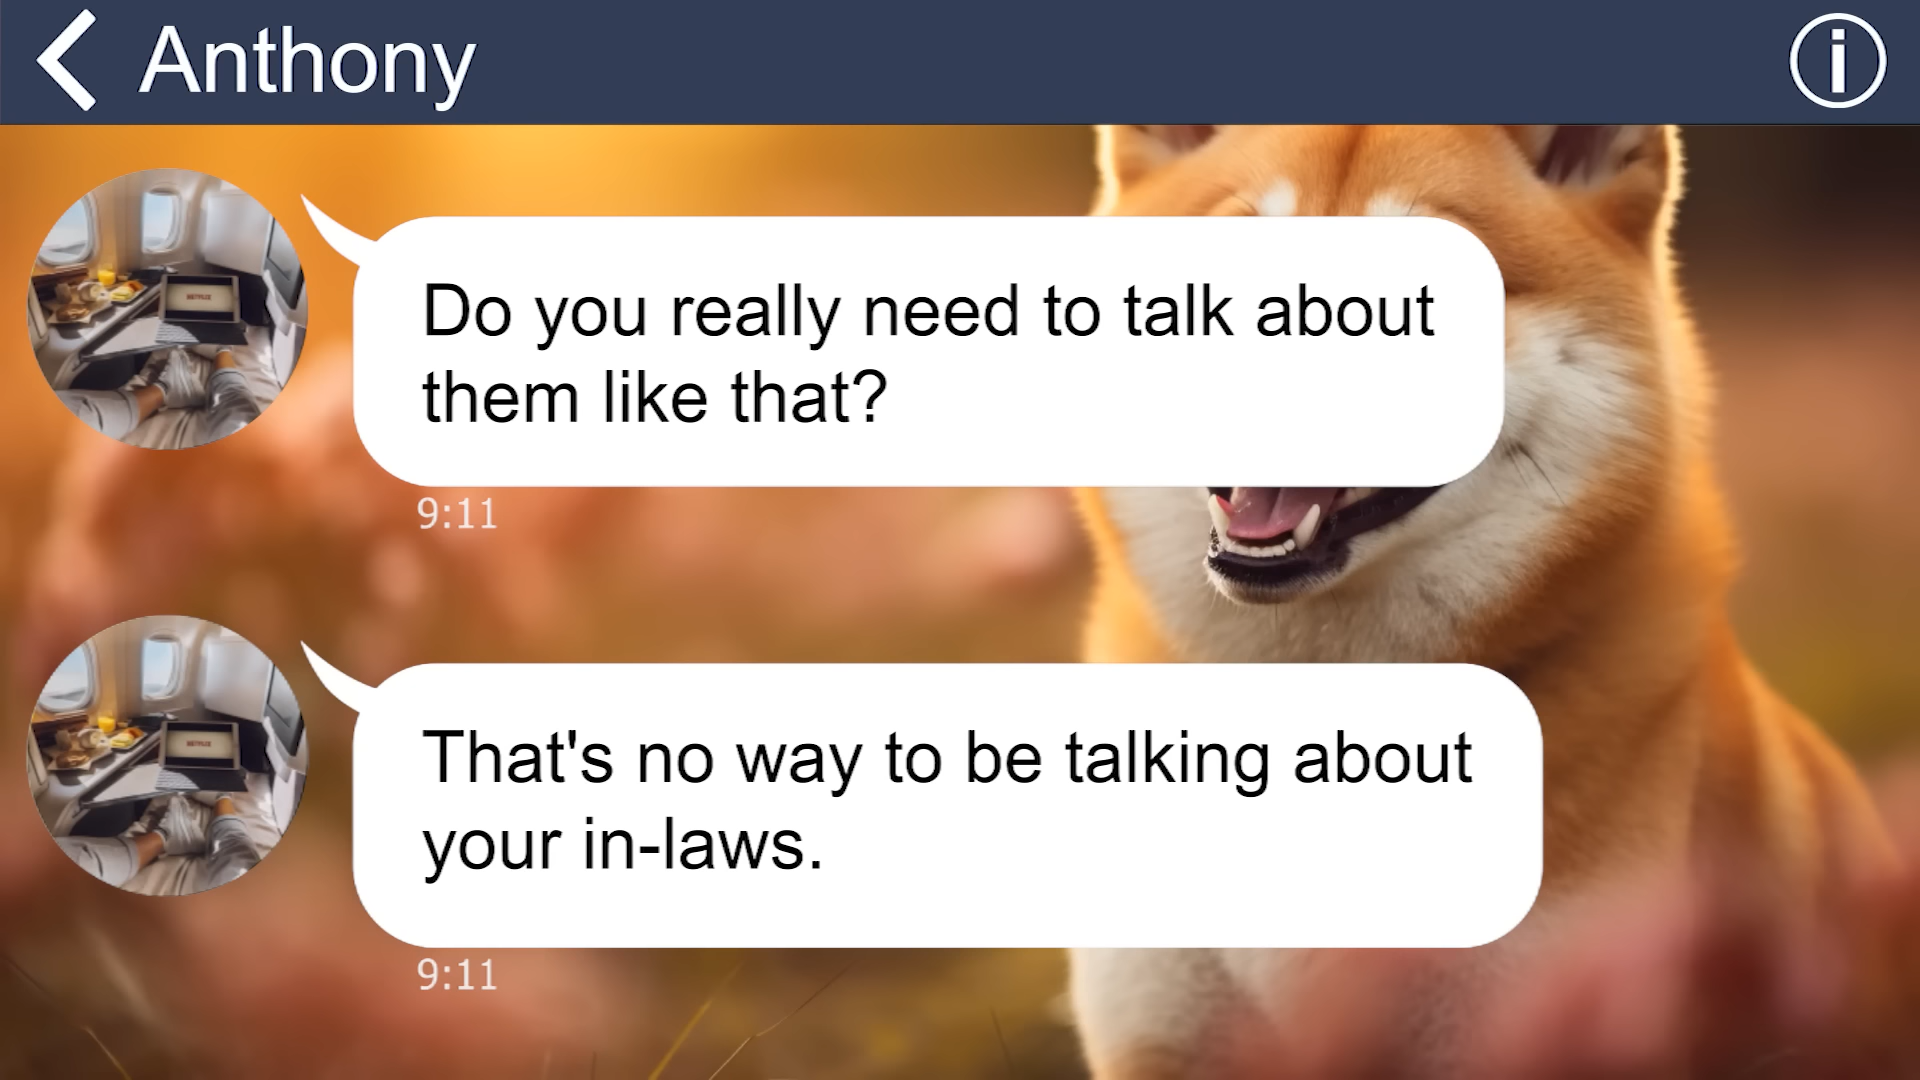 Anthony
Do you really need to talk about
them like that?
9:11
That's no way to be talking about
your in-laws.
9:11